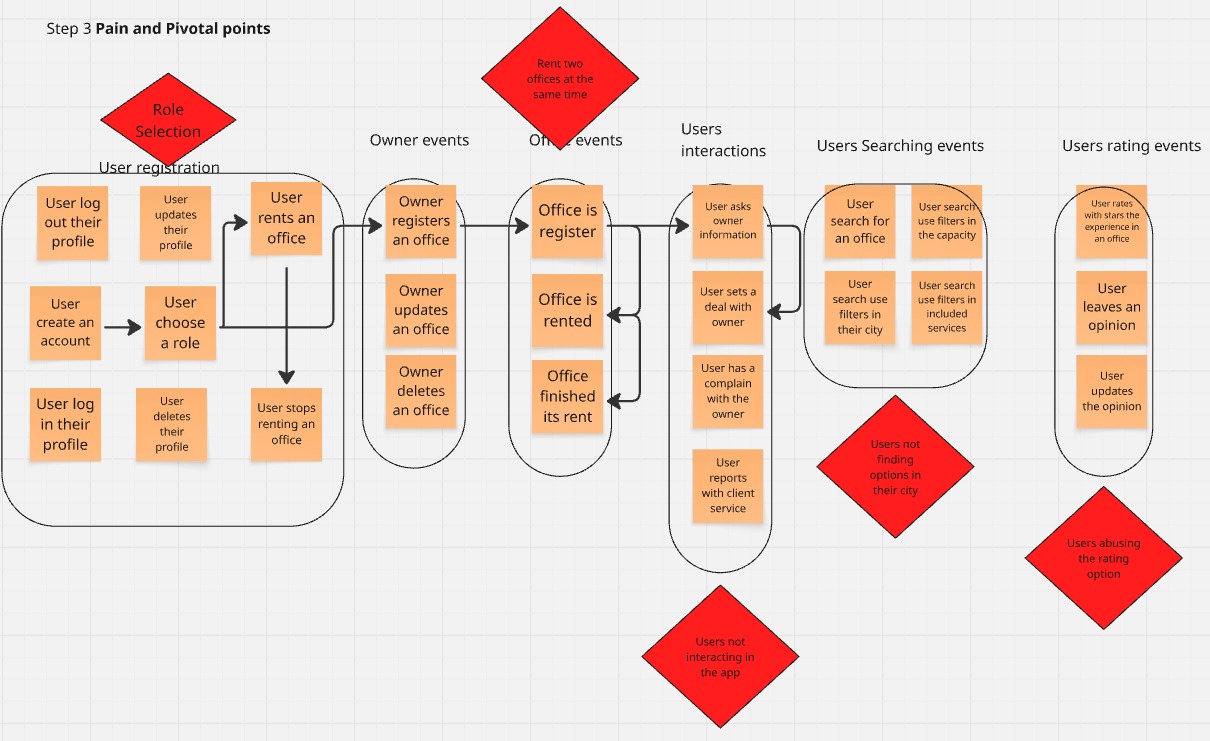 Step 3 Pain and Pivotal points
Role
Selection
User registration
User log
out their
profile
User
updates
their
profile
User
rents an
office
User
create an
account
User
choose
a role
User log
in their
profile
User
deletes
their
profile
User stops
renting an
office
Owner events
Owner
registers
an office
Owner
updates
an office
Owner
deletes
an office
Rent two
offices at the
same time
Office events
Office is
register
Office is
rented
Office
finished
its rent
Users
interactions
User asks
owner
information
User sets a
deal with
owner
User has a
complain
with the
owner
User
reports
with client
service
Users not
interacting in
the app
Users Searching events
User
search for
an office
User search
use filters in
the capacity
User
search use
filters in
their city
User search
use filters in
included
services
Users not
finding
options in
their city
Users rating events
User rates
with stars the
experience in
an office
User
leaves an
opinion
User
updates
the opinion
Users abusing
the rating
option